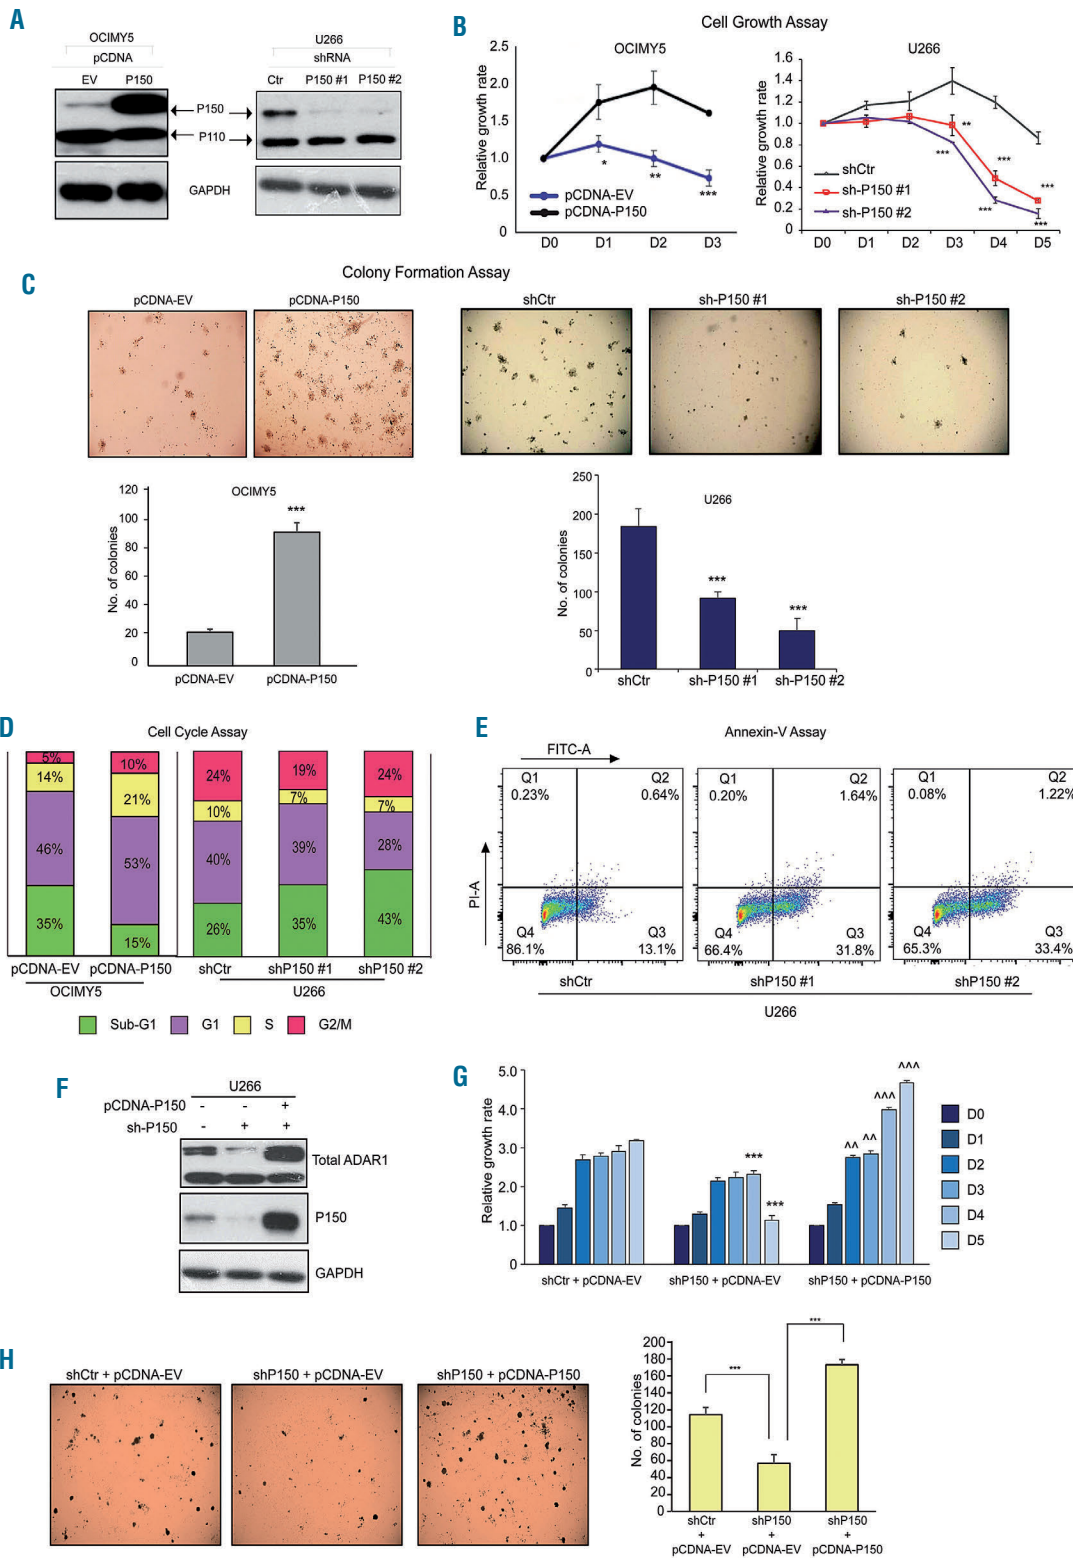 A
OCIMY5
pCDNA
EV P150
U266
shRNA
Ctr P150 #1 P150 #2
P150
P110
GAPDH
B
Cell Growth Assay
OCIMY5
Relative growth rate
2.5
2.0
1.5
1.0
0.5
0
*
**
***
pCDNA-EV
pCDNA-P150
D0 D1 D2 D3
U266
Relative growth rate
1.6
1.4
1.2
1.0
0.8
0.6
0.4
0.2
0
**
***
***
***
***
***
shCtr
sh-P150 #1
sh-P150 #2
D0 D1 D2 D3 D4 D5
C
Colony Formation Assay
pCDNA-EV pCDNA-P150
shCtr sh-P150 #1 sh-P150 #2
OCIMY5
No. of colonies
120
100
80
60
40
20
0
***
pCDNA-EV pCDNA-P150
U266
No. of colonies
250
200
150
100
50
0
***
***
shCtr sh-P150 #1 sh-P150 #2
D
Cell Cycle Assay
5% 10% 24% 19% 24%
14% 21% 10% 7% 7%
46% 53% 40% 39% 28%
35% 15% 26% 35% 43%
pCDNA-EV pCDNA-P150 shCtr shP150 #1 shP150 #2
OCIMY5 U266
Sub-G1 G1 S G2/M
E
Annexin-V Assay
FITC-A
PI-A
Q1 Q2
0.23% 0.64%
Q4 Q3
86.1% 13.1%
shCtr
Q1 Q2
0.20% 1.64%
Q4 Q3
66.4% 31.8%
shP150 #1
Q1 Q2
0.08% 1.22%
Q4 Q3
65.3% 33.4%
shP150 #2
U266
F
U266
pCDNA-P150 - - +
sh-P150 - + +
Total ADAR1
P150
GAPDH
G
Relative growth rate
5.0
4.0
3.0
2.0
1.0
0
***
***
^^
^^
^^^
^^^
shCtr + pCDNA-EV shP150 + pCDNA-EV shP150 + pCDNA-P150
D0
D1
D2
D3
D4
D5
H
shCtr + pCDNA-EV shP150 + pCDNA-EV shP150 + pCDNA-P150
No. of colonies
200
180
160
140
120
100
80
60
40
20
0
***
***
shCtr shP150 shP150
+ + +
pCDNA-EV pCDNA-EV pCDNA-P150